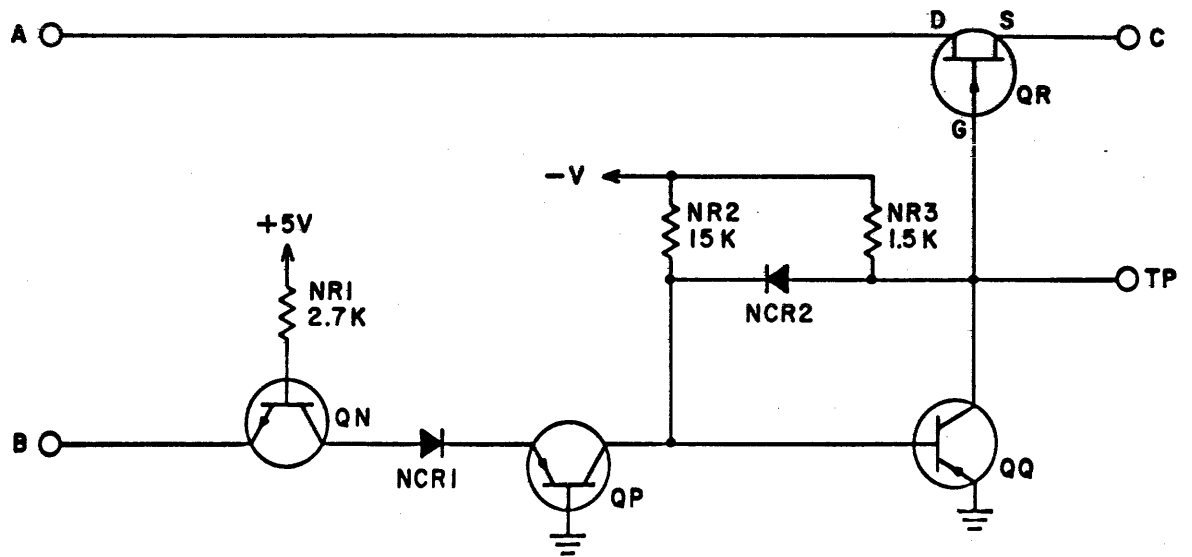 A
D S
C
QR
G
-V
NR2
15K
NR3
1.5K
+5V
NR1
2.7K
TP
NCR2
QN
B
NCR1
QP
QQ